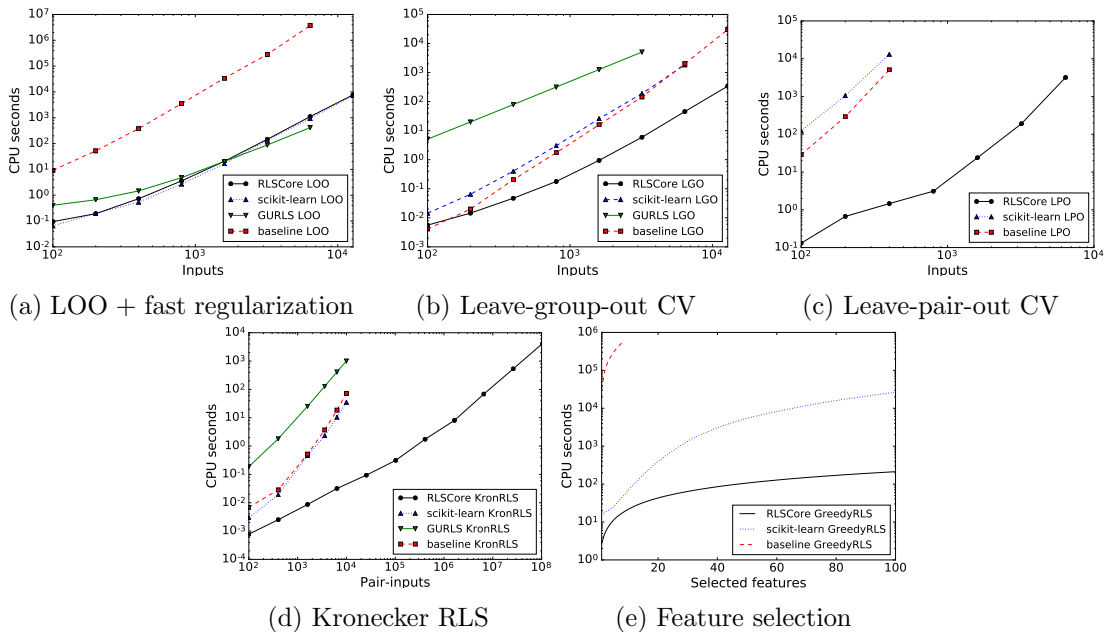 CPU seconds
10^7
10^6
10^5
10^4
10^3
10^2
10^1
10^0
10^-1
10^-2
10^2
10^3
10^4
Inputs
RLSCore LOO
scikit-learn LOO
GURLS LOO
baseline LOO
(a) LOO + fast regularization
CPU seconds
10^5
10^4
10^3
10^2
10^1
10^0
10^-1
10^-2
10^-3
10^2
10^3
10^4
Inputs
RLSCore LGO
scikit-learn LGO
GURLS LGO
baseline LGO
(b) Leave-group-out CV
CPU seconds
10^5
10^4
10^3
10^2
10^1
10^0
10^-1
10^2
10^3
10^4
Inputs
RLSCore LPO
scikit-learn LPO
baseline LPO
(c) Leave-pair-out CV
CPU seconds
10^4
10^3
10^2
10^1
10^0
10^-1
10^-2
10^-3
10^-4
10^2
10^3
10^4
10^5
10^6
10^7
10^8
Pair-inputs
RLSCore KronRLS
scikit-learn KronRLS
GURLS KronRLS
baseline KronRLS
(d) Kronecker RLS
CPU seconds
10^6
10^5
10^4
10^3
10^2
10^1
10^0
20
40
60
80
100
Selected features
RLSCore GreedyRLS
scikit-learn GreedyRLS
baseline GreedyRLS
(e) Feature selection